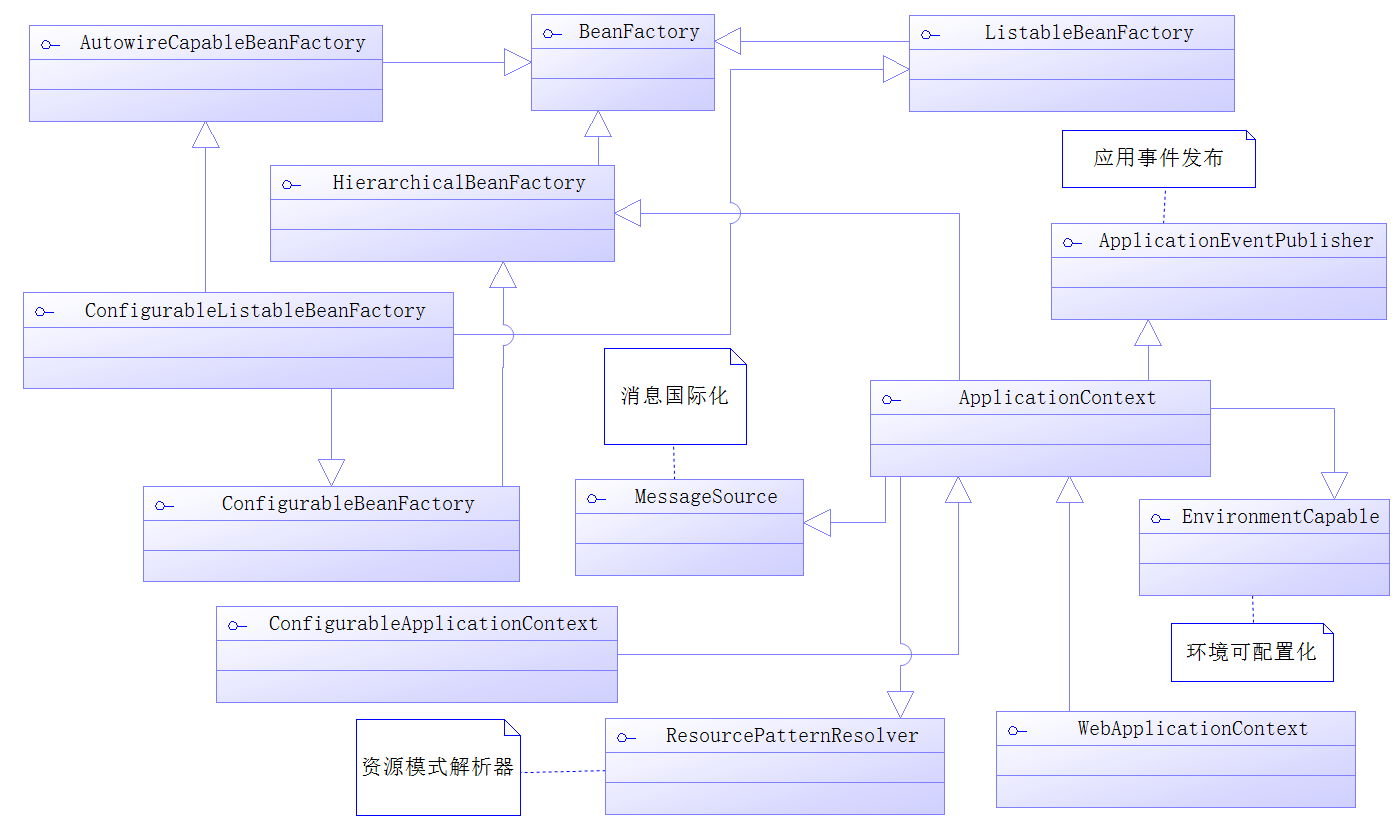 AutowireCapableBeanFactory
BeanFactory
ListableBeanFactory
应用事件发布
HierarchicalBeanFactory
ApplicationEventPublisher
ConfigurableListableBeanFactory
消息国际化
ApplicationContext
ConfigurableBeanFactory
MessageSource
EnvironmentCapable
ConfigurableApplicationContext
环境可配置化
资源模式解析器
ResourcePatternResolver
WebApplicationContext